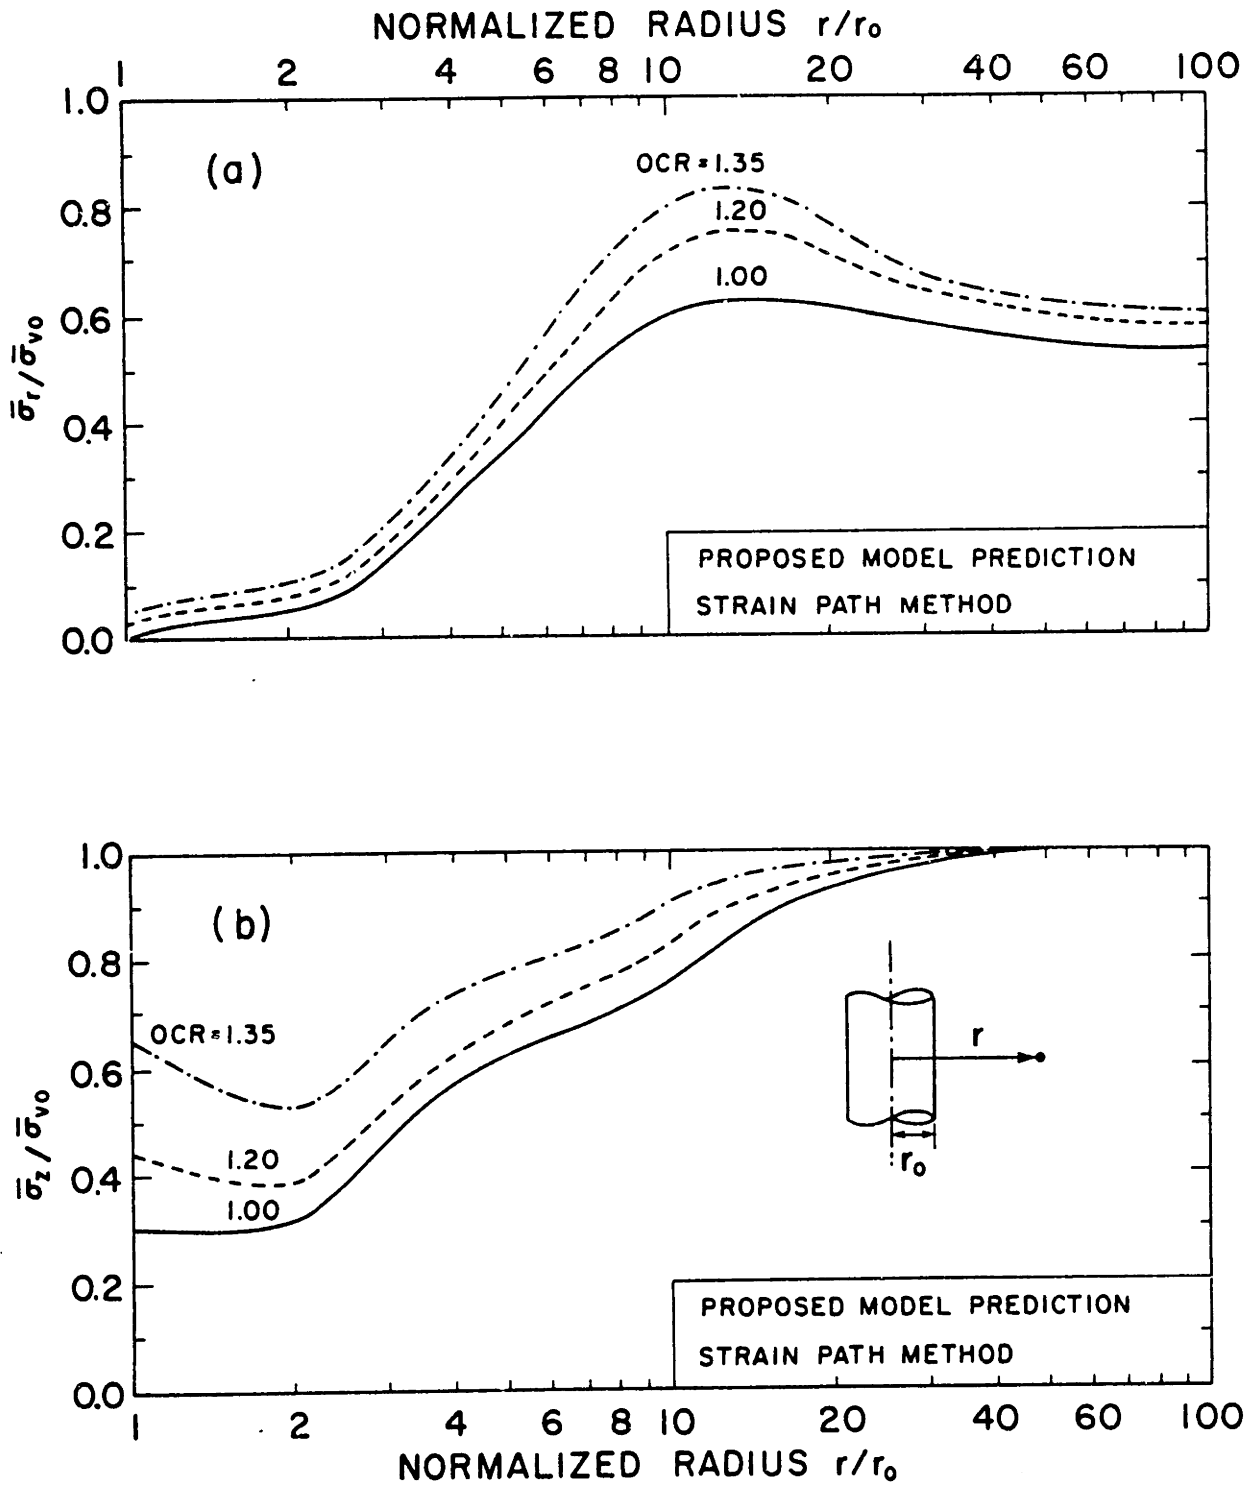 NORMALIZED RADIUS r/r₀
1 2 4 6 8 10 20 40 60 100
1.0
(a)
OCR = 1.35
0.8
1.20
1.00
0.6
σ̅r/σ̅vo
0.4
0.2
PROPOSED MODEL PREDICTION
STRAIN PATH METHOD
0.0
1.0
(b)
0.8
OCR = 1.35
r
0.6
σ̅z/σ̅vo
1.20
r₀
0.4
1.00
0.2
PROPOSED MODEL PREDICTION
STRAIN PATH METHOD
0.0
1 2 4 6 8 10 20 40 60 100
NORMALIZED RADIUS r/r₀